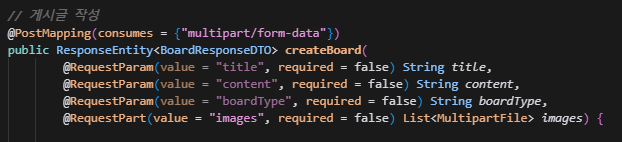 // 게시글 작성
@PostMapping(consumes = {"multipart/form-data"})
public ResponseEntity<BoardResponseDTO> createBoard(
@RequestParam(value = "title", required = false) String title,
@RequestParam(value = "content", required = false) String content,
@RequestParam(value = "boardType", required = false) String boardType,
@RequestPart(value = "images", required = false) List<MultipartFile> images) {